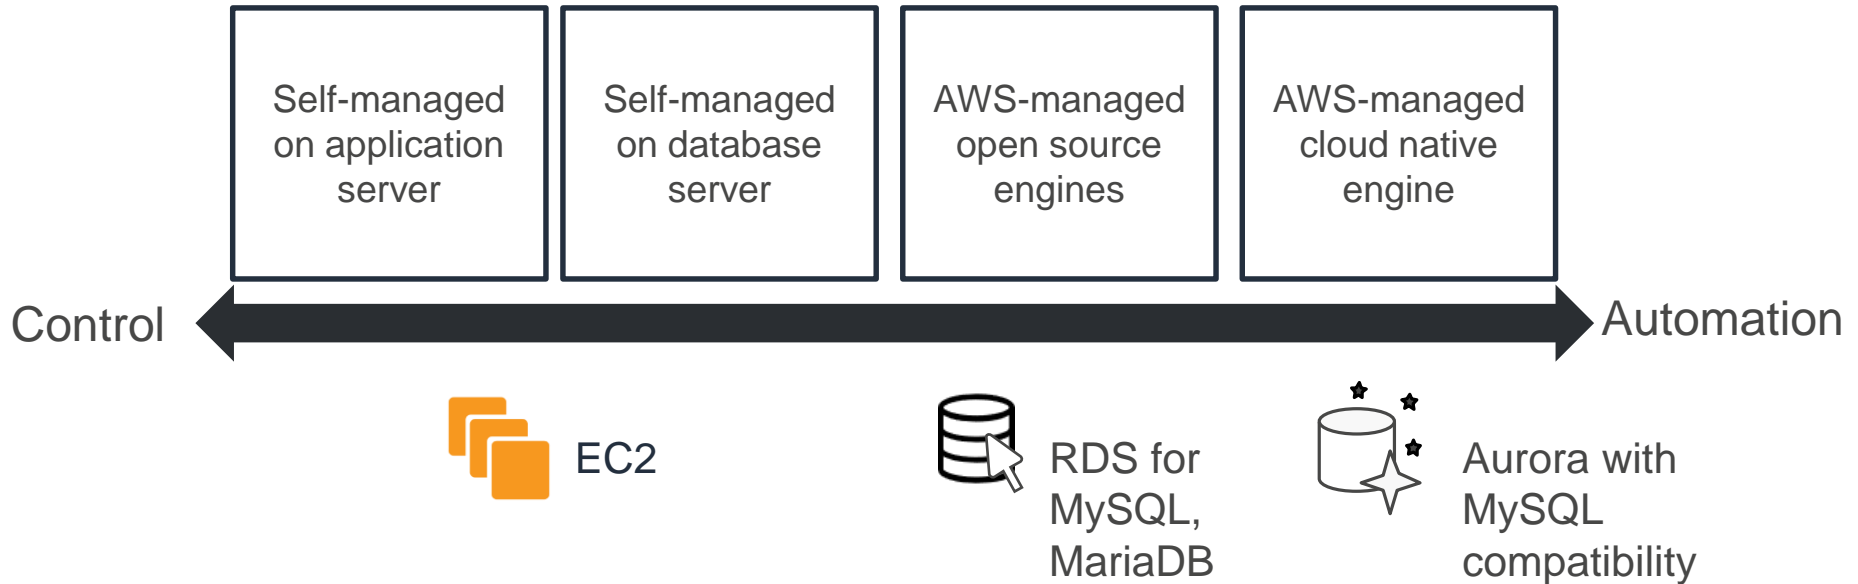 Self-managed
on application
server
Self-managed
on database
server
AWS-managed
open source
engines
AWS-managed
cloud native
engine
Control
Automation
EC2
RDS for
MySQL,
MariaDB
Aurora with
MySQL
compatibility